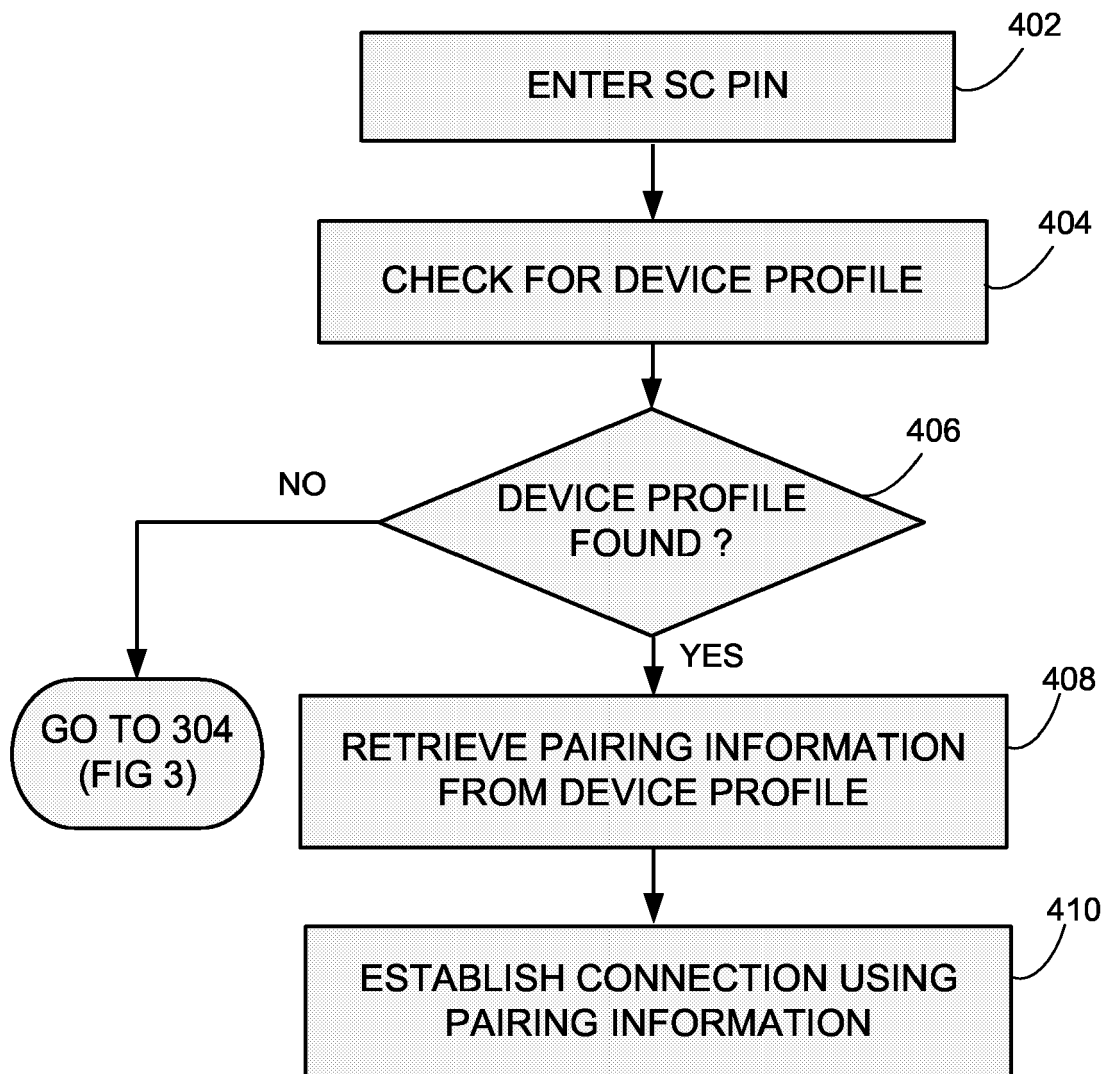 402
ENTER SC PIN
404
CHECK FOR DEVICE PROFILE
406
DEVICE PROFILE
FOUND ?
NO
YES
GO TO 304
(FIG 3)
408
RETRIEVE PAIRING INFORMATION
FROM DEVICE PROFILE
410
ESTABLISH CONNECTION USING
PAIRING INFORMATION